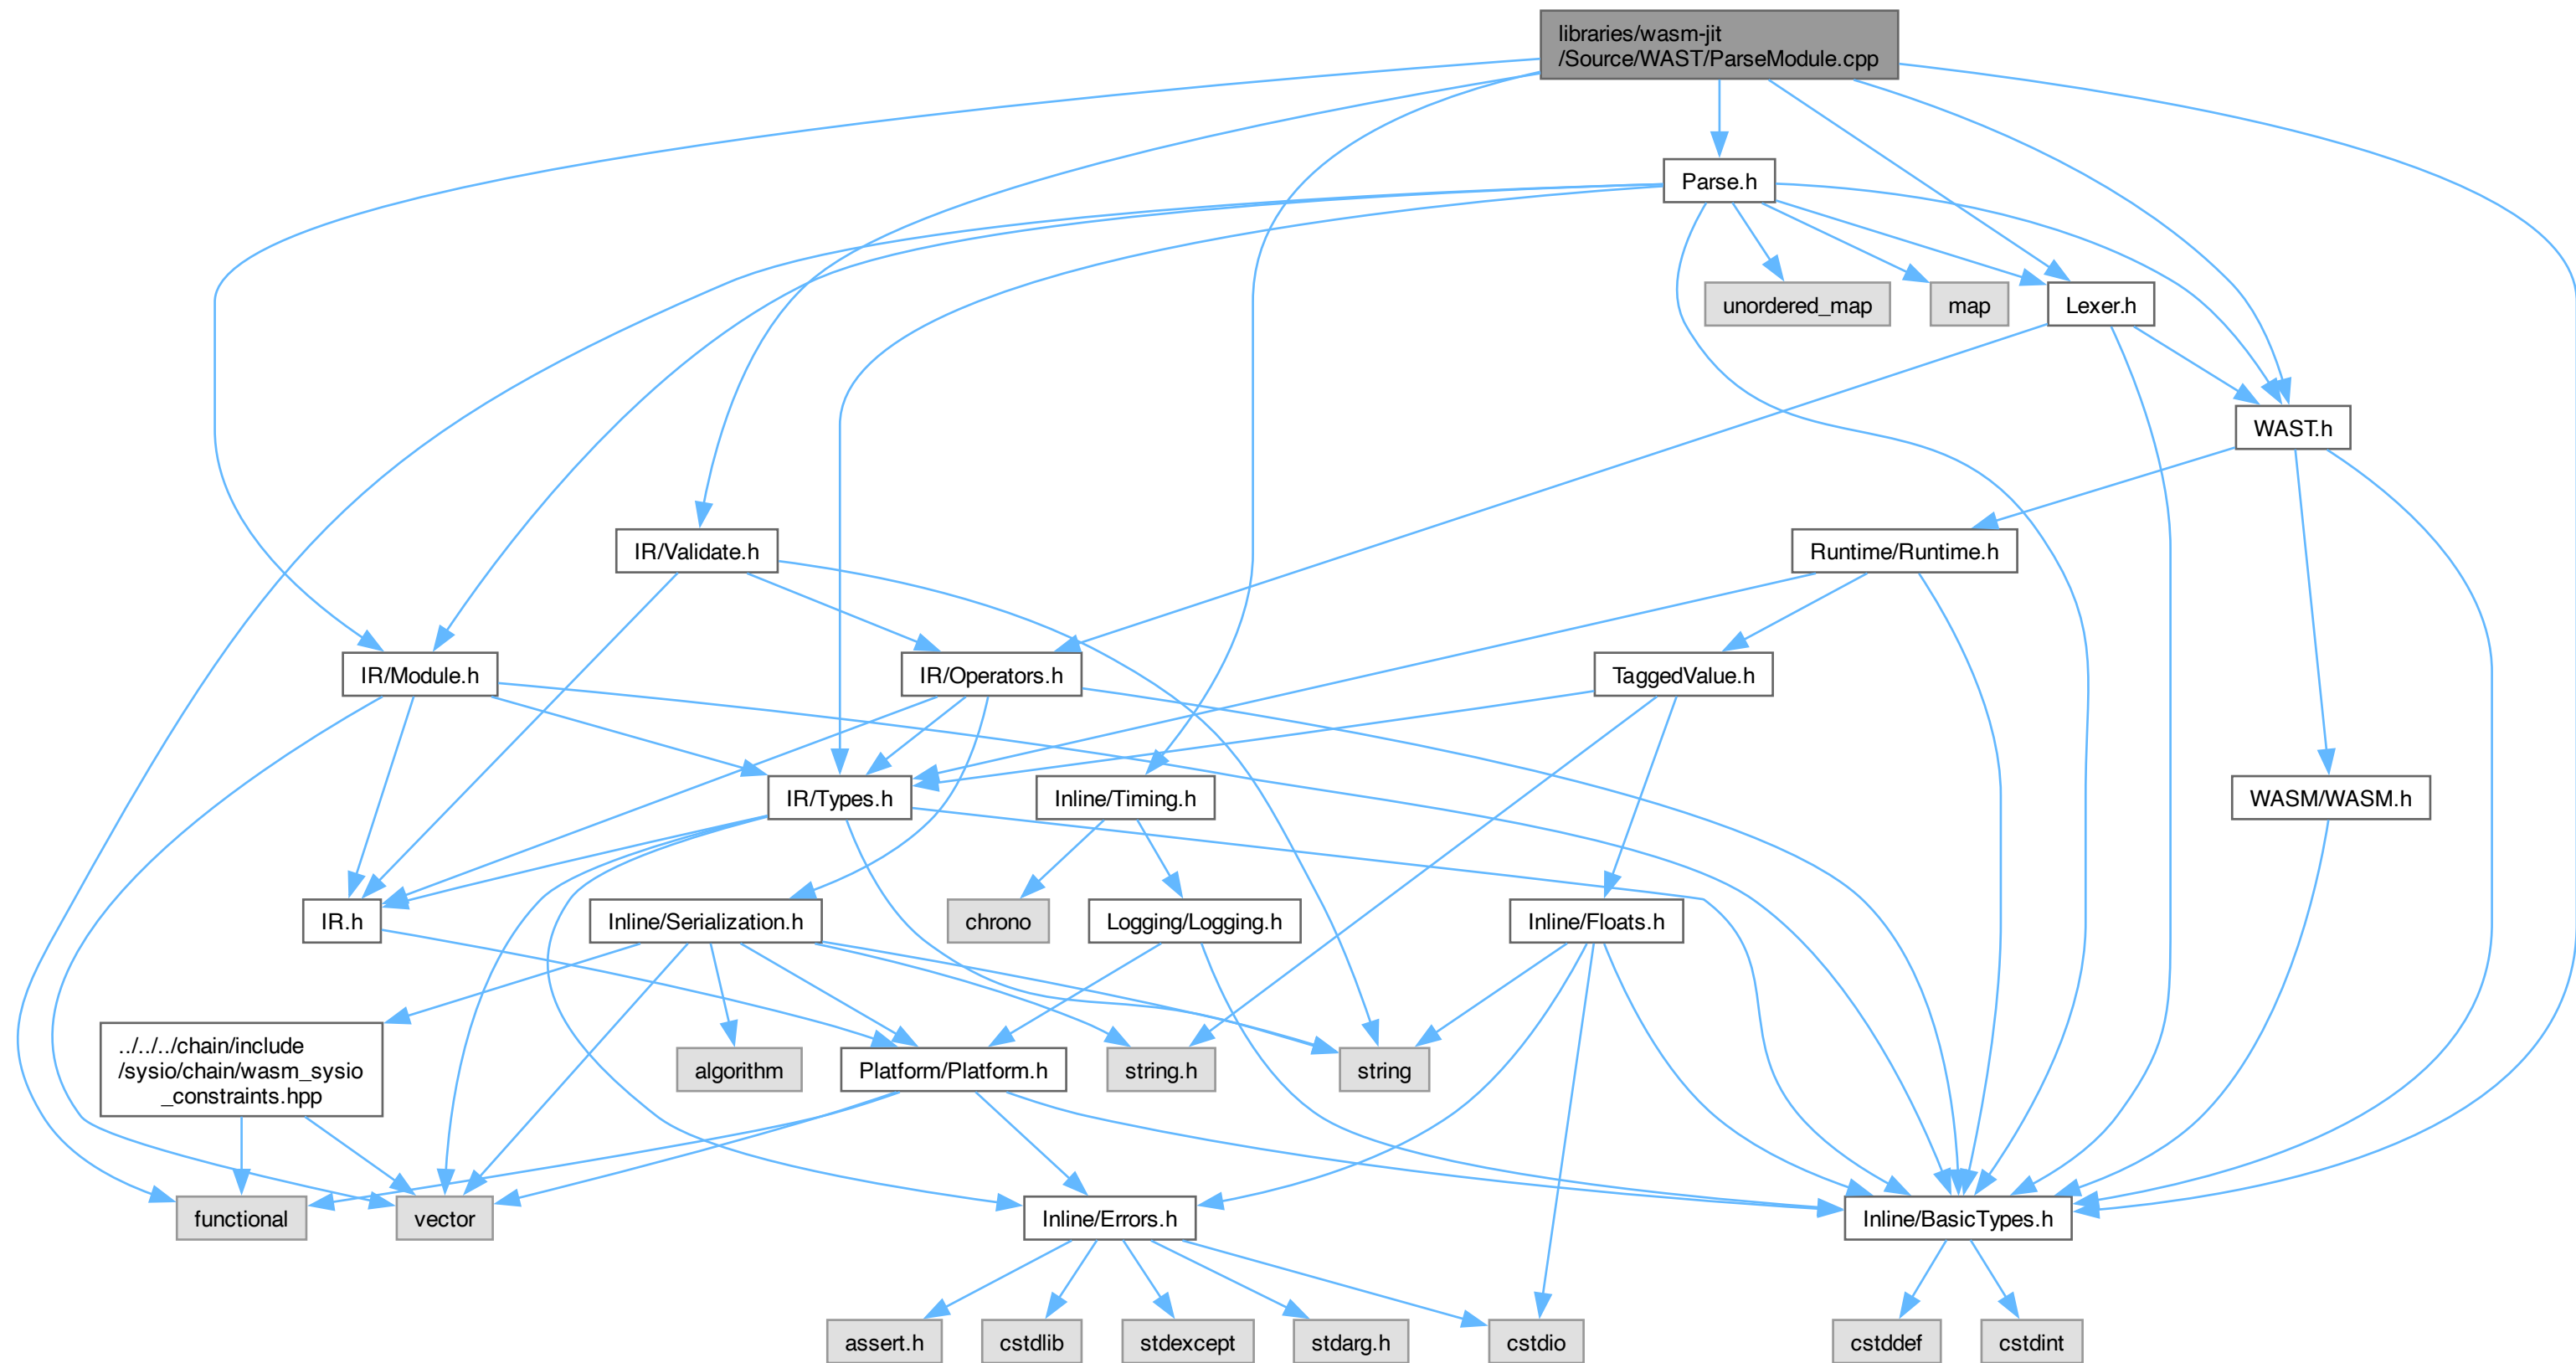 libraries/wasm-jit
/Source/WAST/ParseModule.cpp
Parse.h
unordered_map
map
Lexer.h
WAST.h
IR/Validate.h
Runtime/Runtime.h
IR/Module.h
IR/Operators.h
TaggedValue.h
IR/Types.h
Inline/Timing.h
WASM/WASM.h
IR.h
Inline/Serialization.h
chrono
Logging/Logging.h
Inline/Floats.h
../../../chain/include
/sysio/chain/wasm_sysio
_constraints.hpp
algorithm
Platform/Platform.h
string.h
string
functional
vector
Inline/Errors.h
Inline/BasicTypes.h
assert.h
cstdlib
stdexcept
stdarg.h
cstdio
cstddef
cstdint